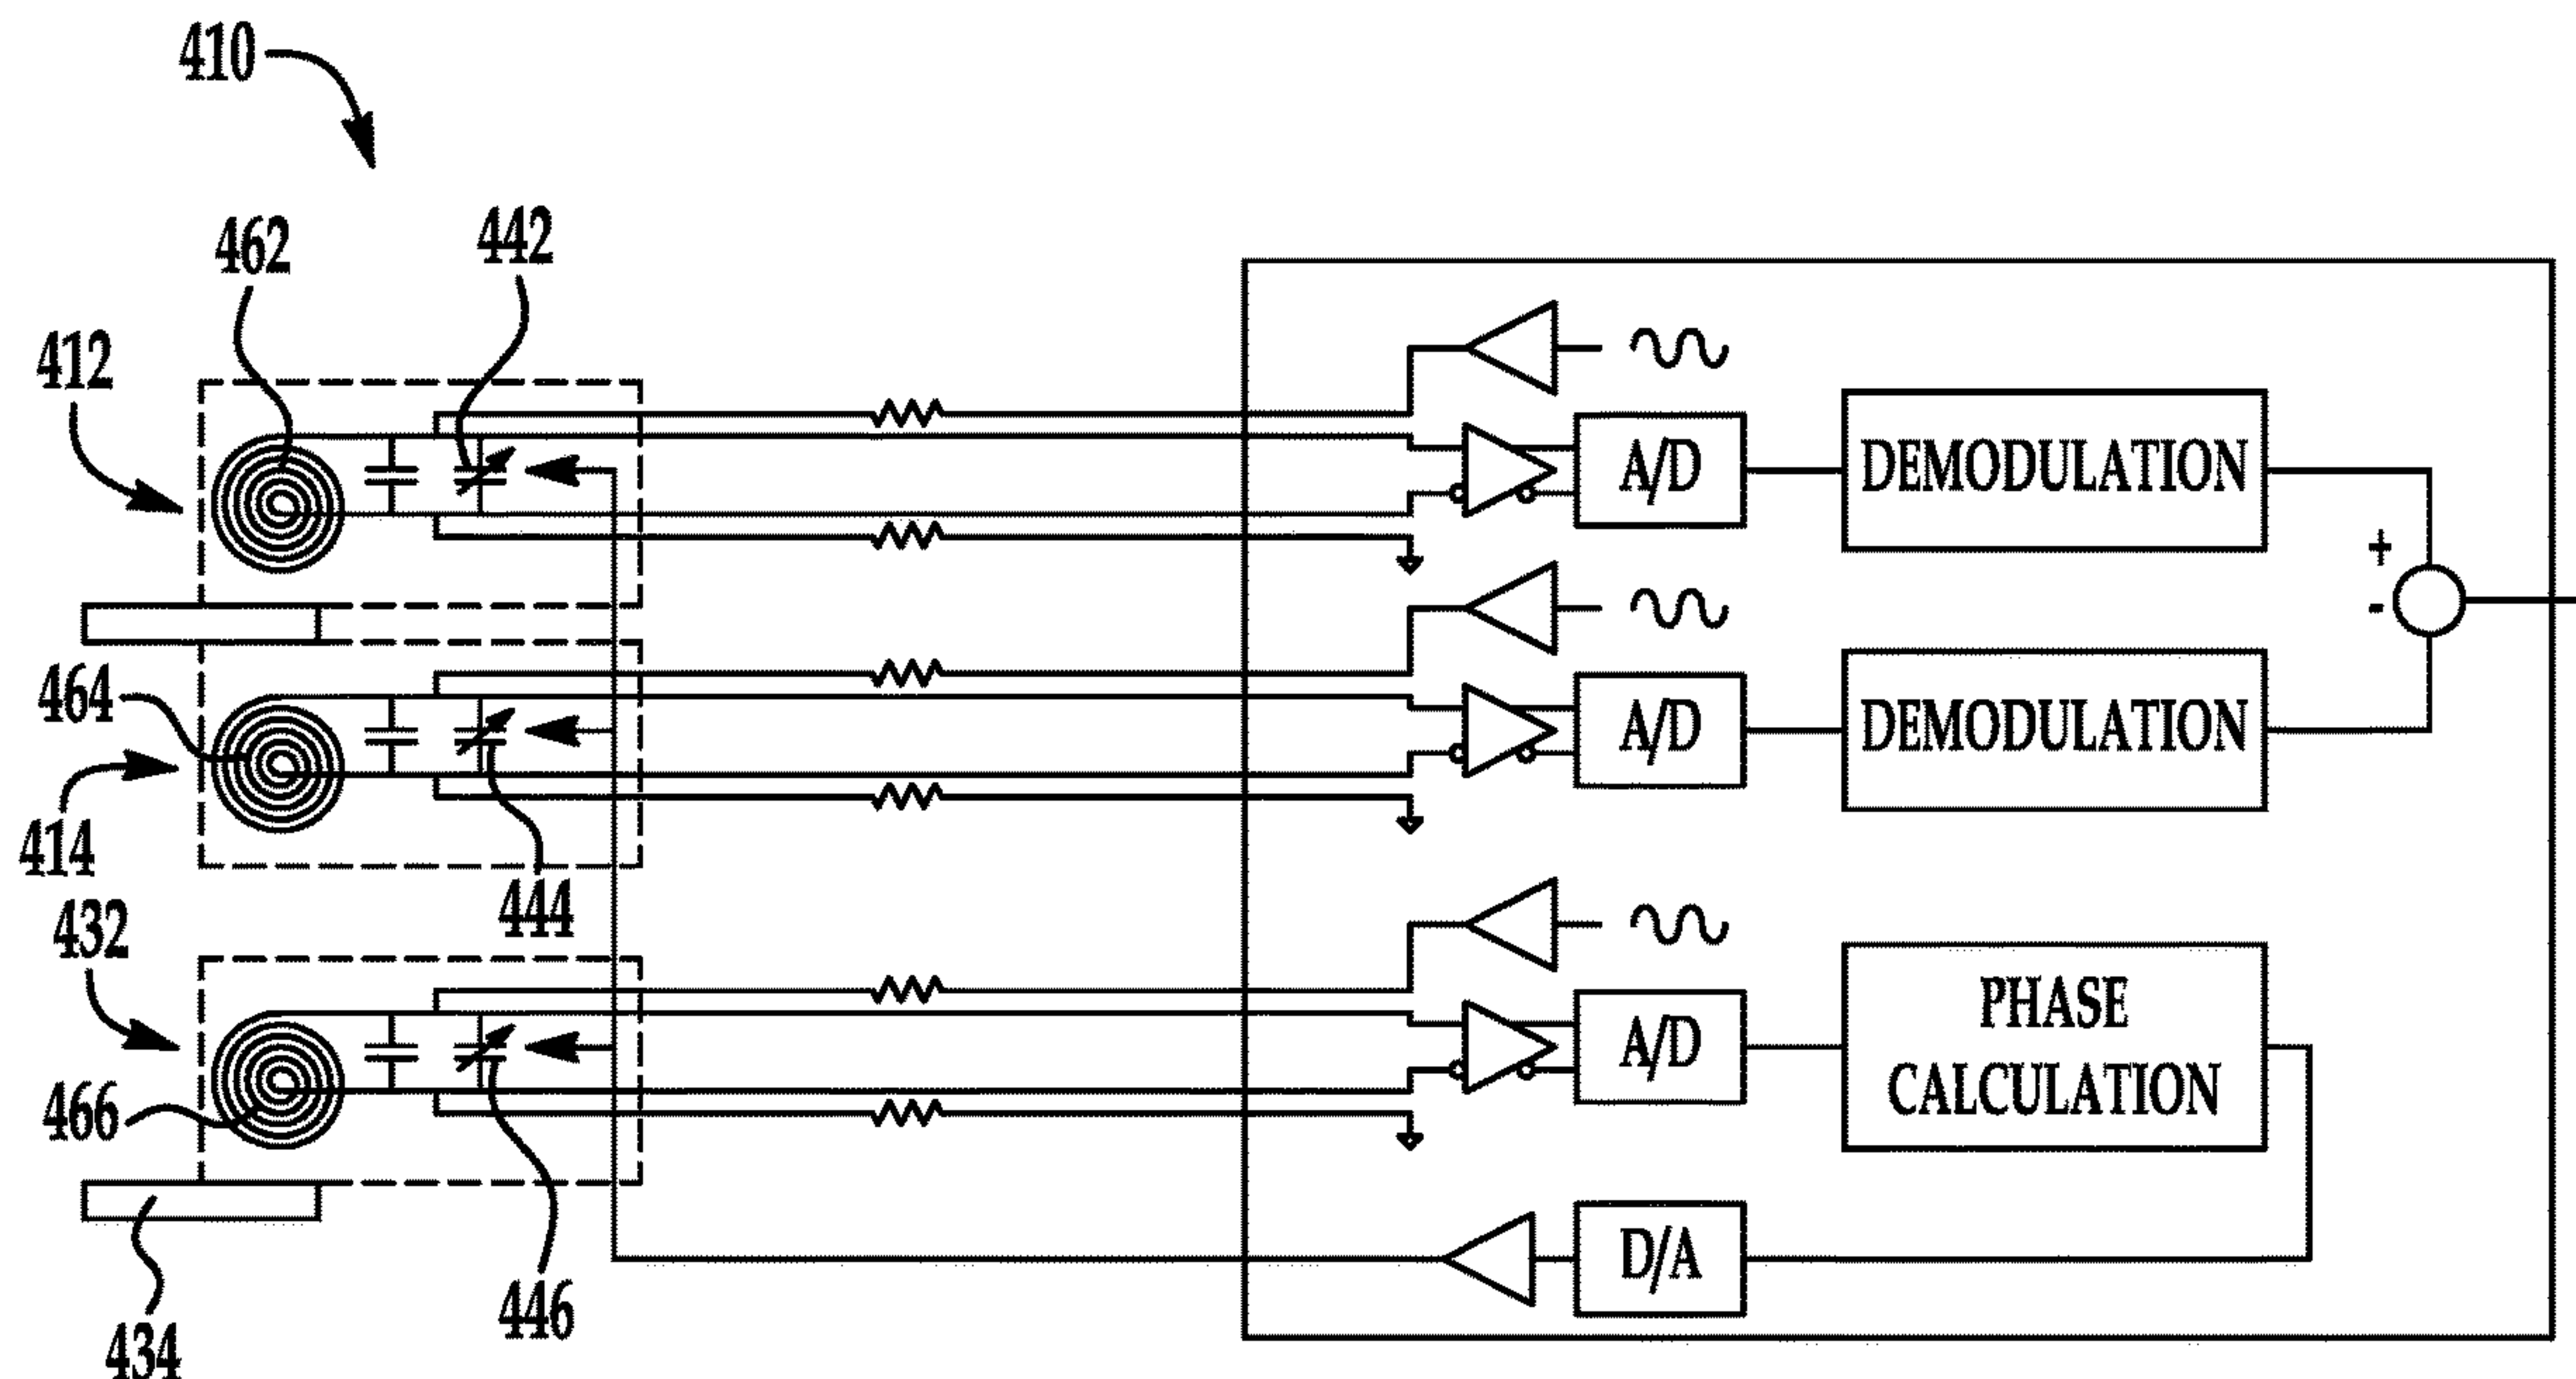 410
462
442
412
A/D
DEMODULATION
+
-
464
A/D
DEMODULATION
414
444
432
466
A/D
PHASE
CALCULATION
D/A
446
434